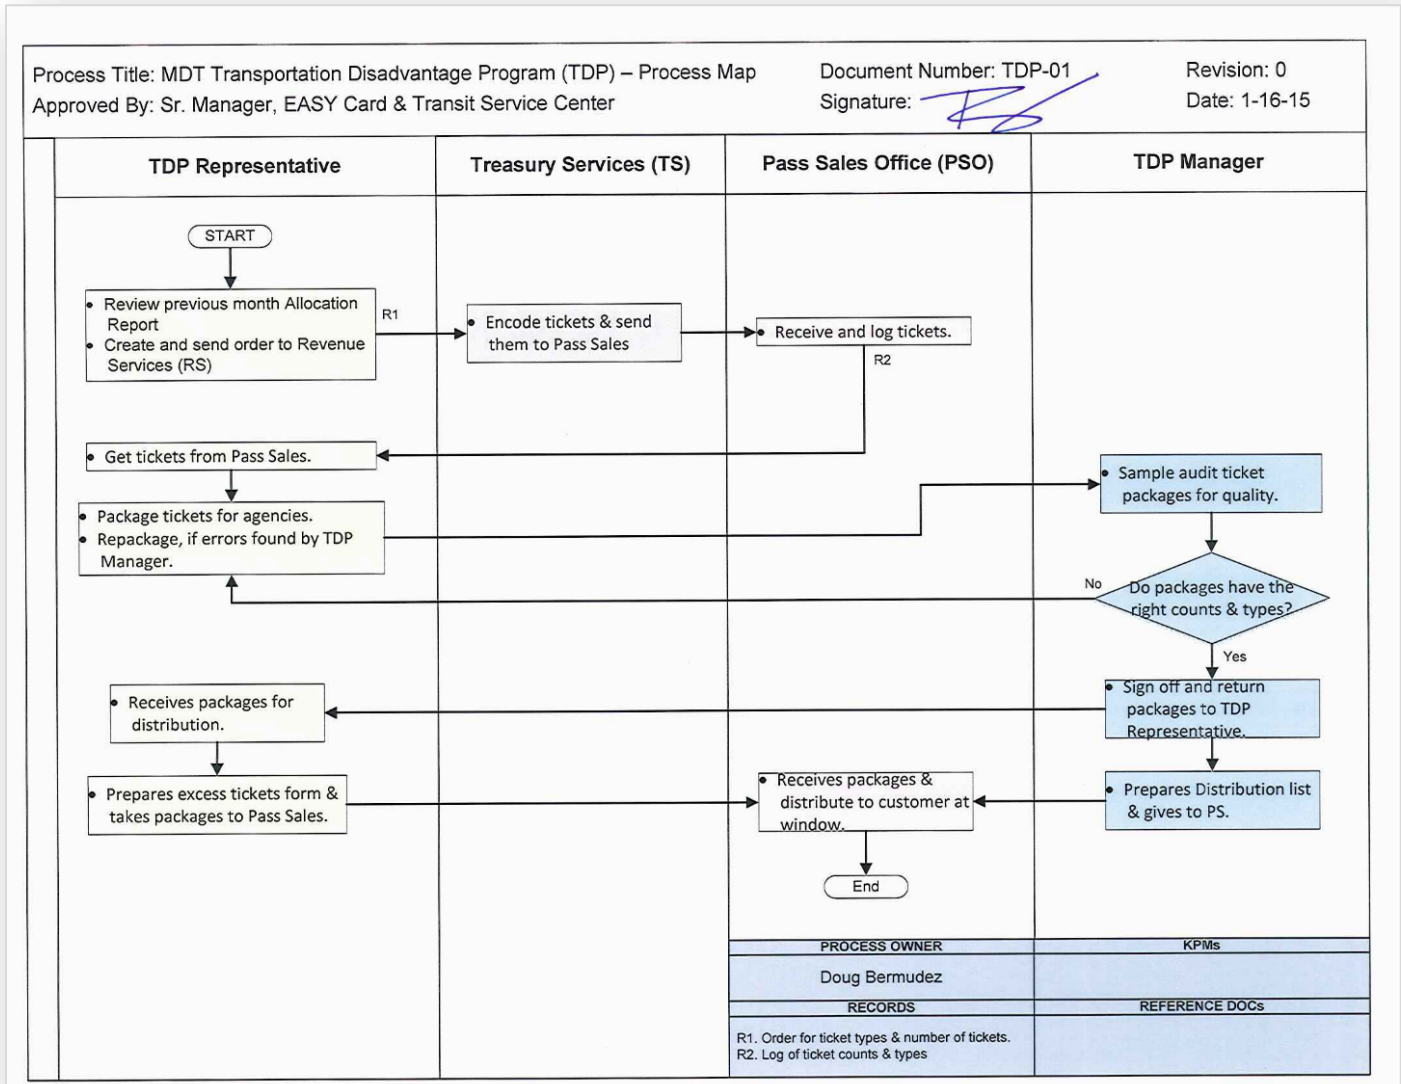 Process Title: MDT Transportation Disadvantage Program (TDP) – Process Map
Approved By: Sr. Manager, EASY Card & Transit Service Center
Document Number: TDP-01
Signature:
Revision: 0
Date: 1-16-15
TDP Representative
Treasury Services (TS)
Pass Sales Office (PSO)
TDP Manager
START
• Review previous month Allocation
Report
• Create and send order to Revenue
Services (RS)
R1
• Encode tickets & send
them to Pass Sales
• Receive and log tickets.
R2
• Get tickets from Pass Sales.
• Package tickets for agencies.
• Repackage, if errors found by TDP
Manager.
• Sample audit ticket
packages for quality.
No
Do packages have the
right counts & types?
Yes
• Sign off and return
packages to TDP
Representative.
• Receives packages for
distribution.
• Prepares excess tickets form &
takes packages to Pass Sales.
• Receives packages &
distribute to customer at
window.
• Prepares Distribution list
& gives to PS.
End
PROCESS OWNER
Doug Bermudez
KPMs
RECORDS
R1. Order for ticket types & number of tickets.
R2. Log of ticket counts & types
REFERENCE DOCs